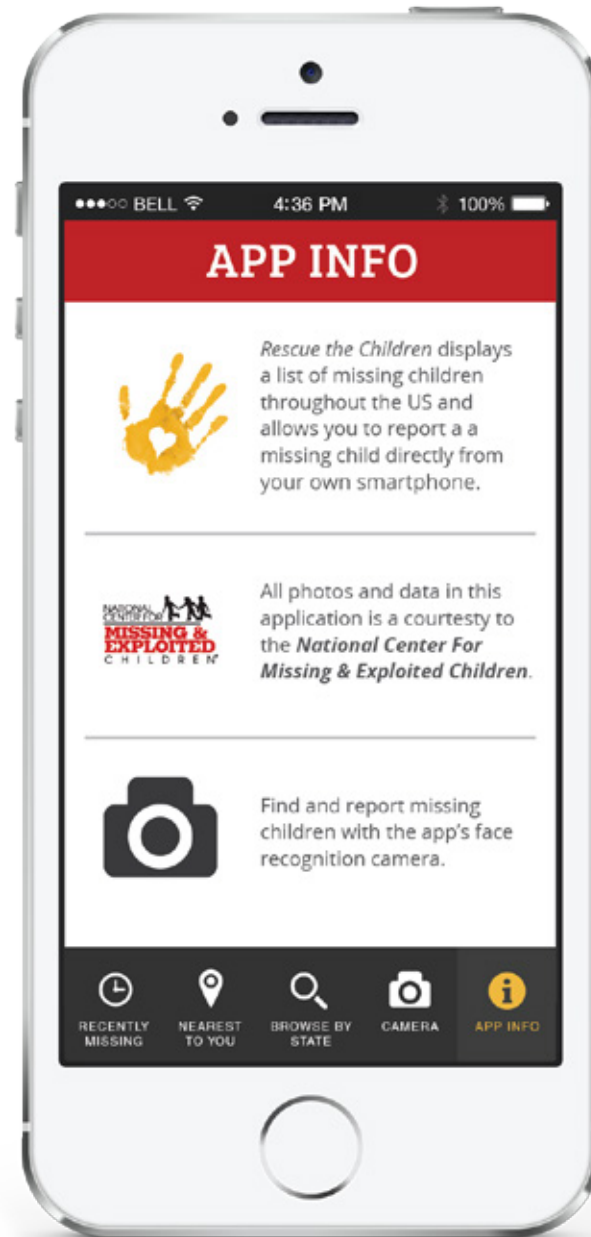 BELL 4:36 PM 100%
APP INFO
Rescue the Children displays
a list of missing children
throughout the US and
allows you to report a a
missing child directly from
your own smartphone.
NATIONAL
CENTER FOR
MISSING &
EXPLOITED
CHILDREN
All photos and data in this
application is a courtesty to
the National Center For
Missing & Exploited Children.
Find and report missing
children with the app's face
recognition camera.
RECENTLY
MISSING
NEAREST
TO YOU
BROWSE BY
STATE
CAMERA
APP INFO